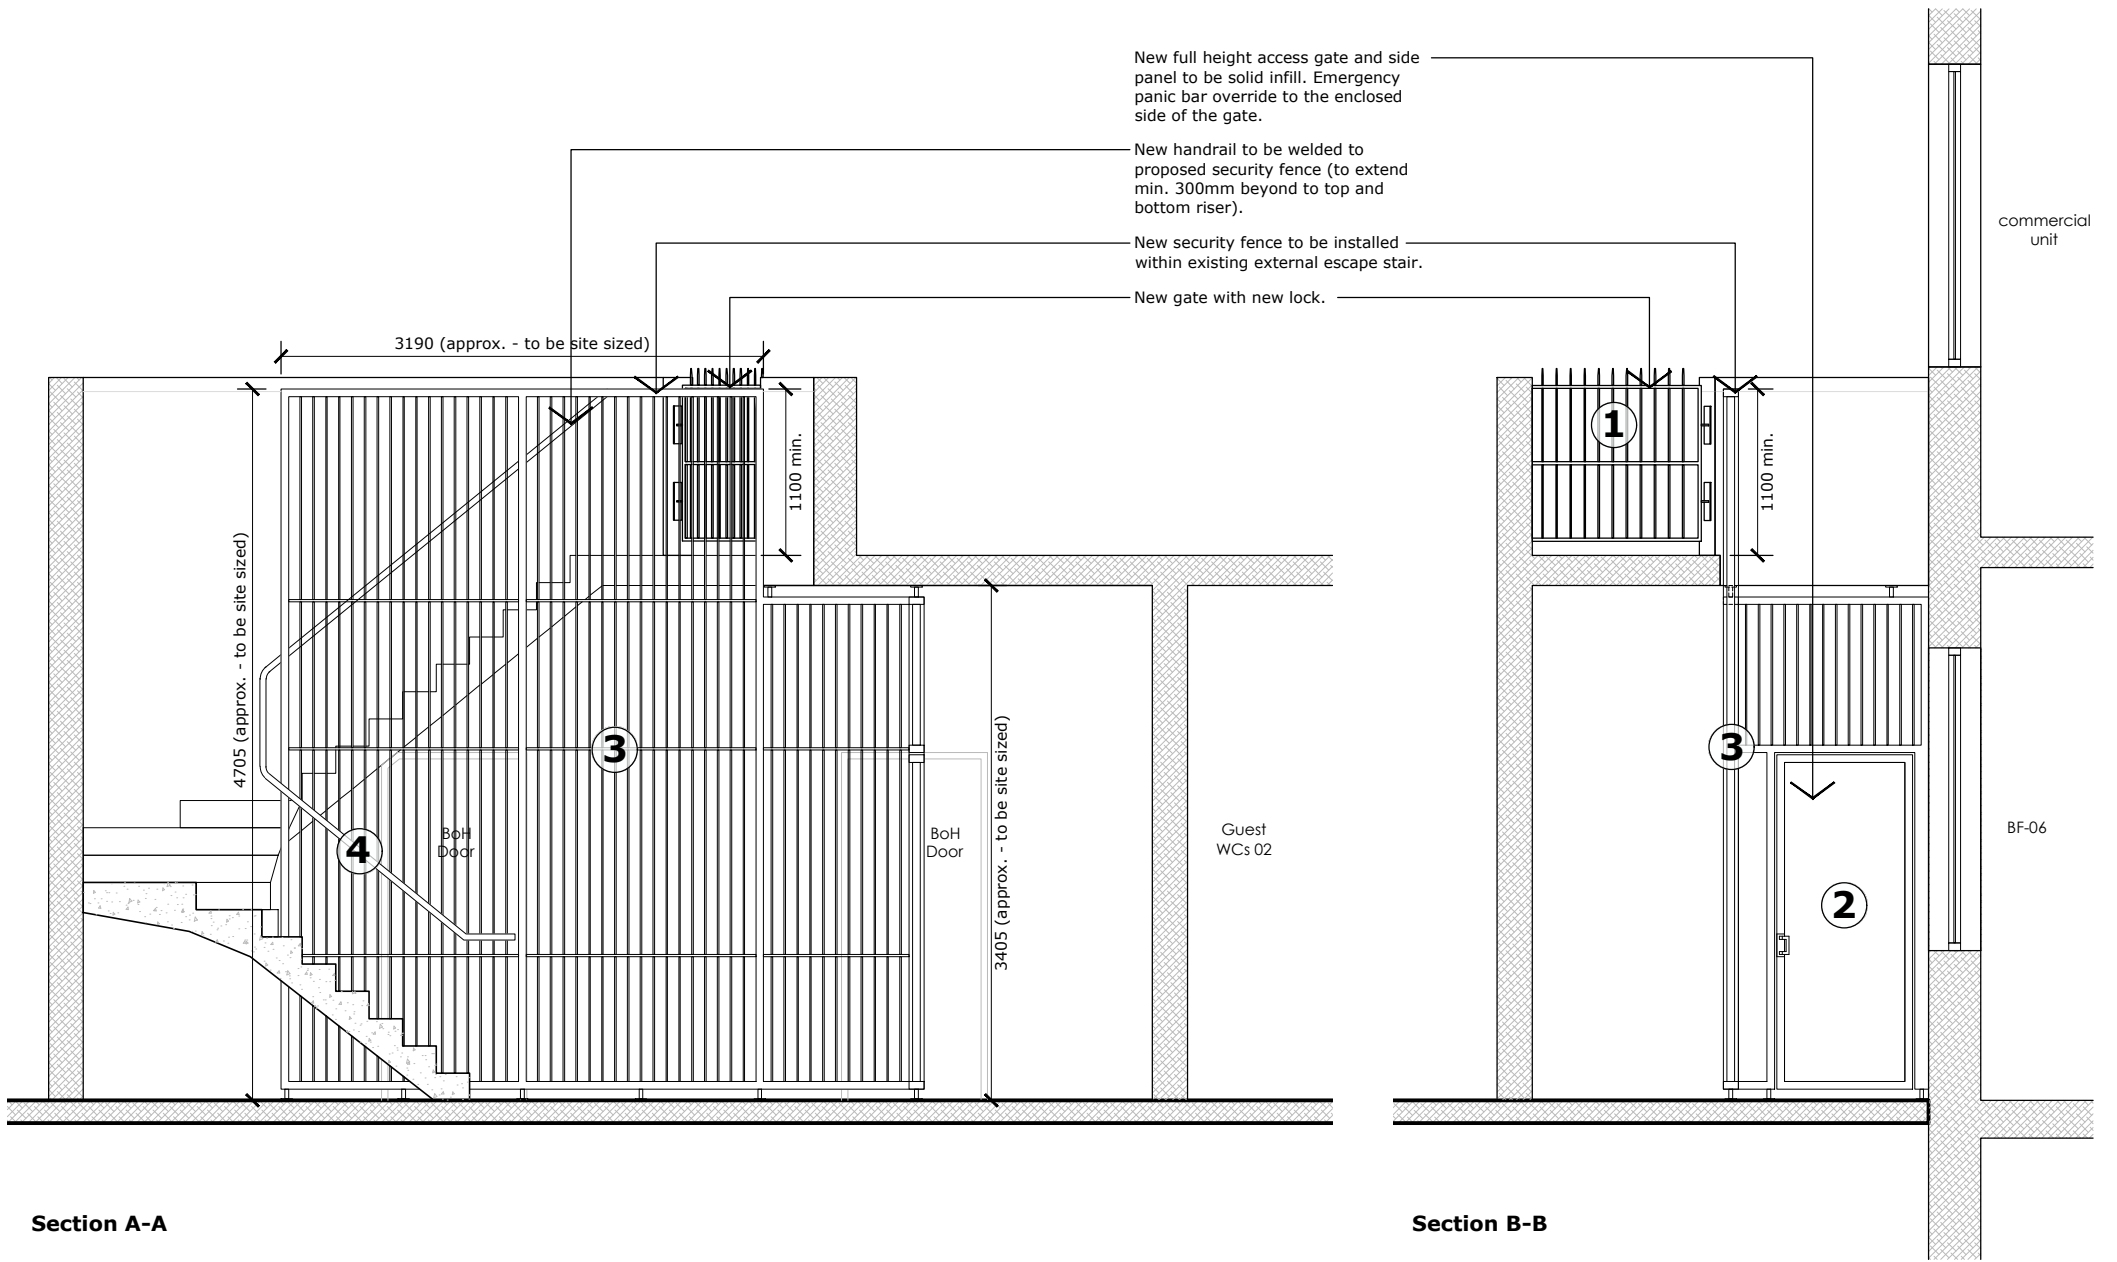 New full height access gate and side
panel to be solid infill. Emergency
panic bar override to the enclosed
side of the gate.
New handrail to be welded to
proposed security fence (to extend
min. 300mm beyond to top and
bottom riser).
New security fence to be installed
within existing external escape stair.
New gate with new lock.
commercial
unit
3190 (approx. - to be site sized)
1100 min.
4705 (approx. - to be site sized)
3405 (approx. - to be site sized)
3
4
BoH
Door
BoH
Door
Guest
WCs 02
1
1100 min.
3
2
BF-06
Section A-A
Section B-B